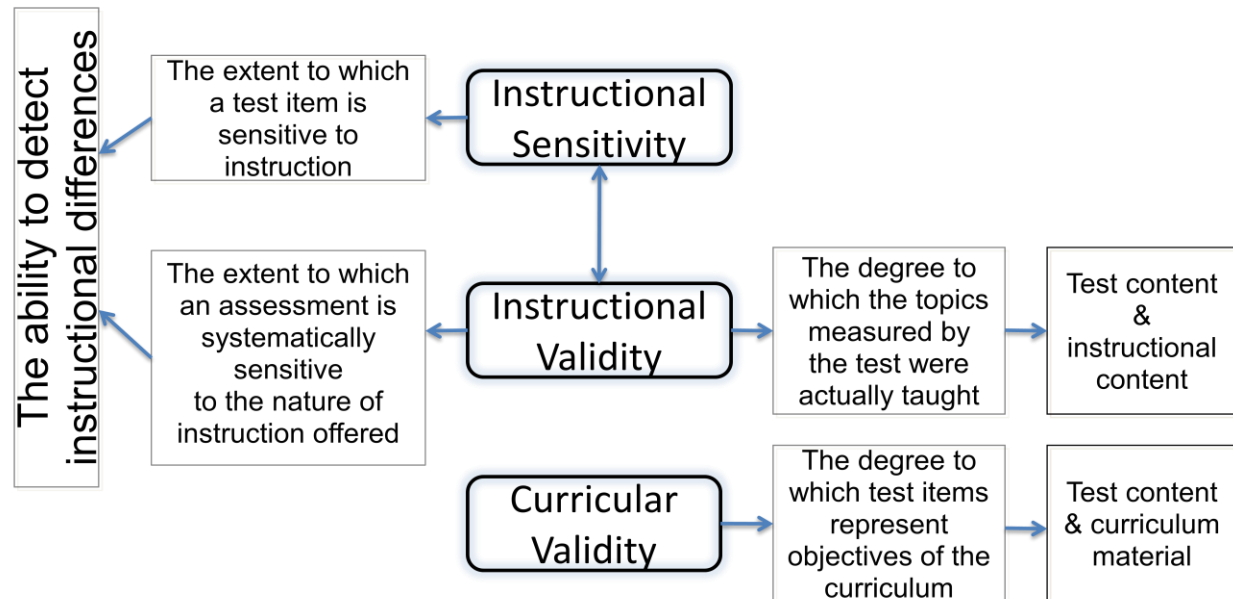 The ability to detect
instructional differences
The extent to which
a test item is
sensitive to
instruction
Instructional
Sensitivity
The extent to which
an assessment is
systematically
sensitive
to the nature of
instruction offered
Instructional
Validity
The degree to
which the topics
measured by
the test were
actually taught
Test content
&
instructional
content
Curricular
Validity
The degree to
which test items
represent
objectives of the
curriculum
Test content
& curriculum
material